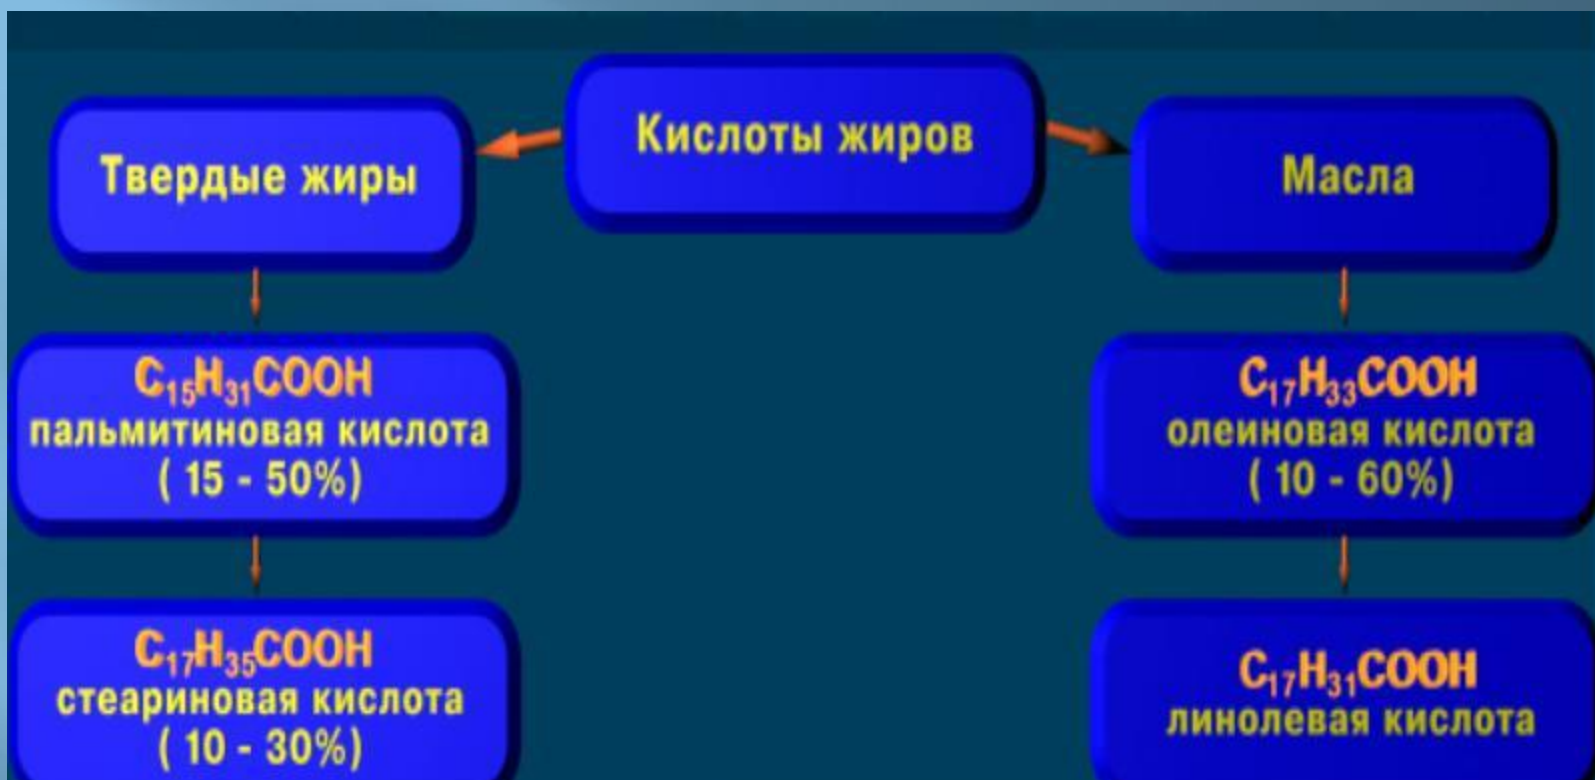 Кислоты жиров
Твердые жиры
Масла
C₁₅H₃₁COOH
пальмитиновая кислота
( 15 - 50%)
C₁₇H₃₃COOH
олеиновая кислота
( 10 - 60%)
C₁₇H₃₅COOH
стеариновая кислота
( 10 - 30%)
C₁₇H₃₁COOH
линолевая кислота